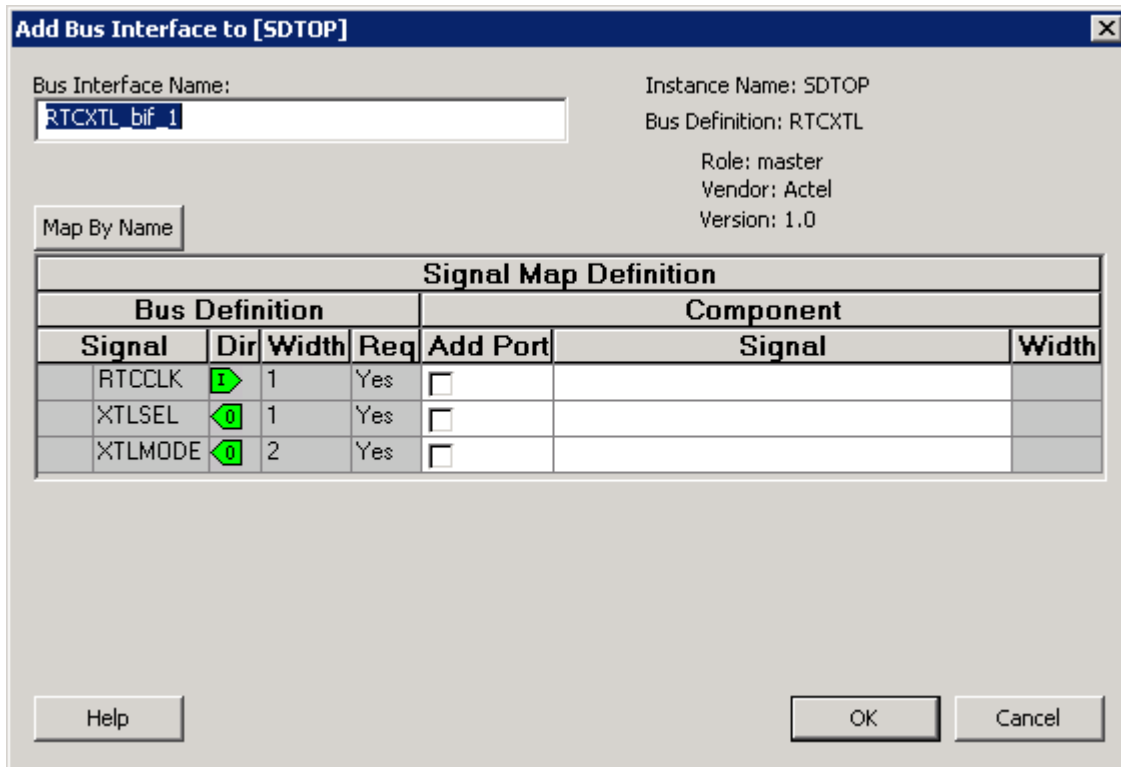 Add Bus Interface to [SDTOP]
Bus Interface Name:
RTCXTL_bif_1
Instance Name: SDTOP
Bus Definition: RTCXTL
Role: master
Vendor: Actel
Version: 1.0
Map By Name
Signal Map Definition
Bus Definition Component
Signal Dir Width Req Add Port Signal Width
RTCCLK I 1 Yes
XTLSEL O 1 Yes
XTLMODE O 2 Yes
Help OK Cancel